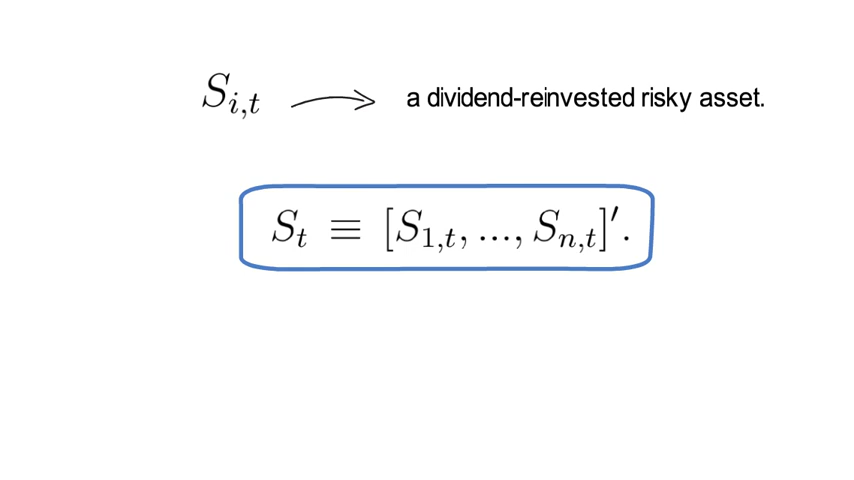 S_{i,t} → a dividend-reinvested risky asset.
S_t ≡ [S_{1,t}, ..., S_{n,t}]′.